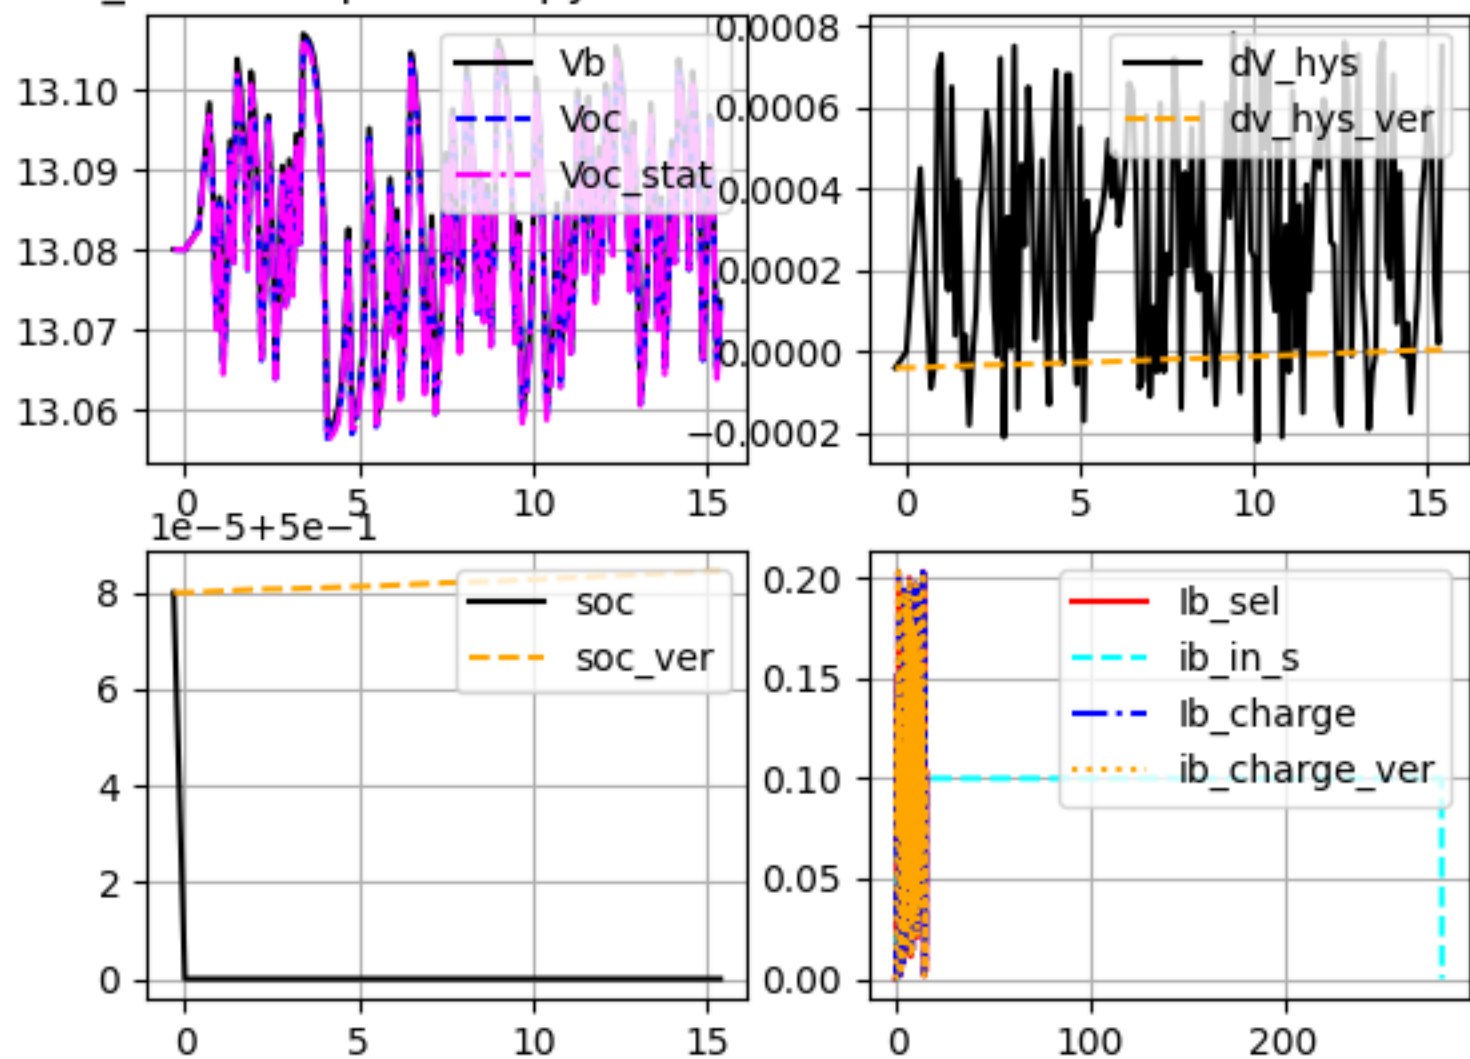 Vb
Voc
Voc_stat
13.10
13.09
13.08
13.07
13.06
0 5 10 15
dV_hys
dv_hys_ver
0.0008
0.0006
0.0004
0.0002
0.0000
−0.0002
0 5 10 15
1e−5+5e−1
soc
soc_ver
8
6
4
2
0
0 5 10 15
Ib_sel
ib_in_s
Ib_charge
ib_charge_ver
0.20
0.15
0.10
0.05
0.00
0 100 200